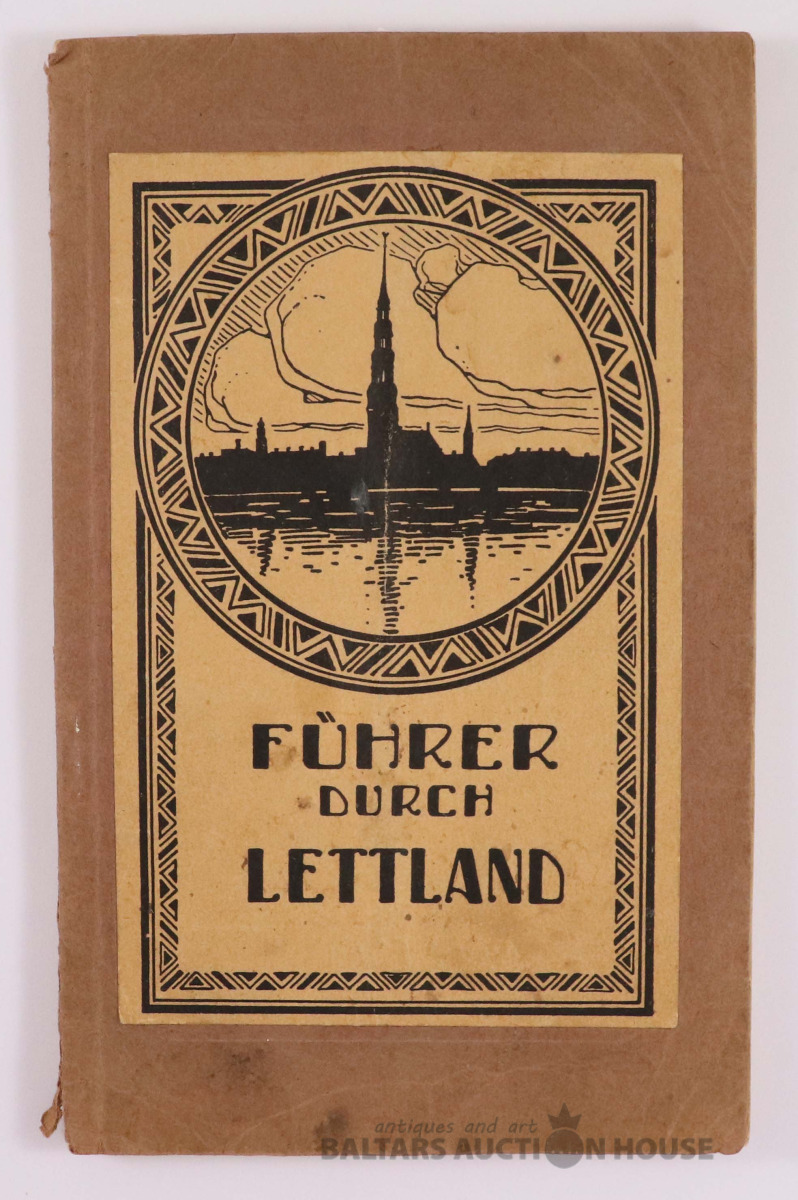 FÜHRER
DURCH
LETTLAND
antiques and art
BALTARS AUCTION HOUSE